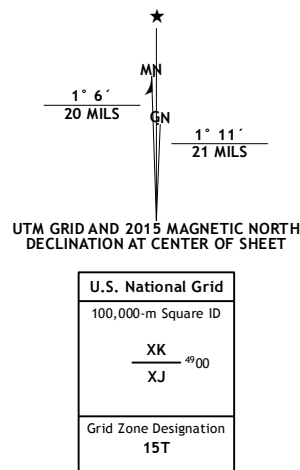 ★
MN
1° 6´
20 MILS
GN
1° 11´
21 MILS
UTM GRID AND 2015 MAGNETIC NORTH
DECLINATION AT CENTER OF SHEET
U.S. National Grid
100,000-m Square ID
XK
4900
XJ
Grid Zone Designation
15T